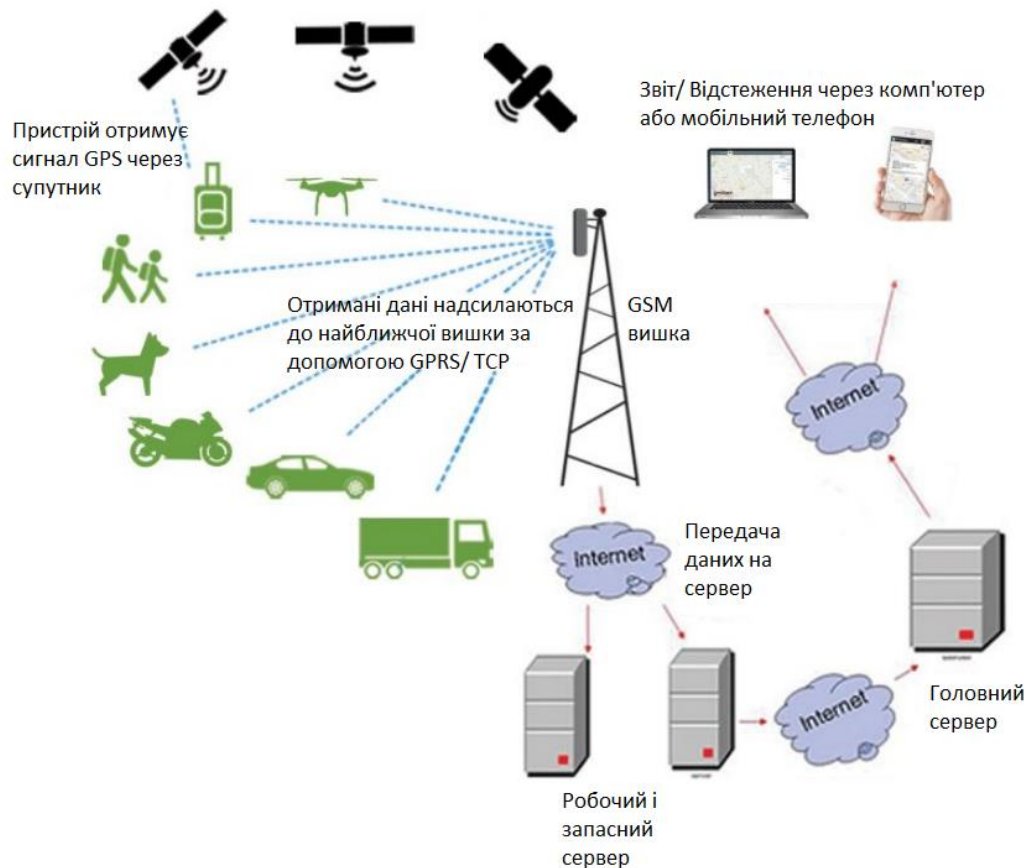 Звіт/ Відстеження через комп'ютер
або мобільний телефон
Пристрій отримує
сигнал GPS через
супутник
Отримані дані надсилаються
до найближчої вишки за
допомогою GPRS/ TCP
GSM
вишка
Internet
Internet
Передача
даних на
сервер
Internet
Головний
сервер
Робочий і
запасний
сервер